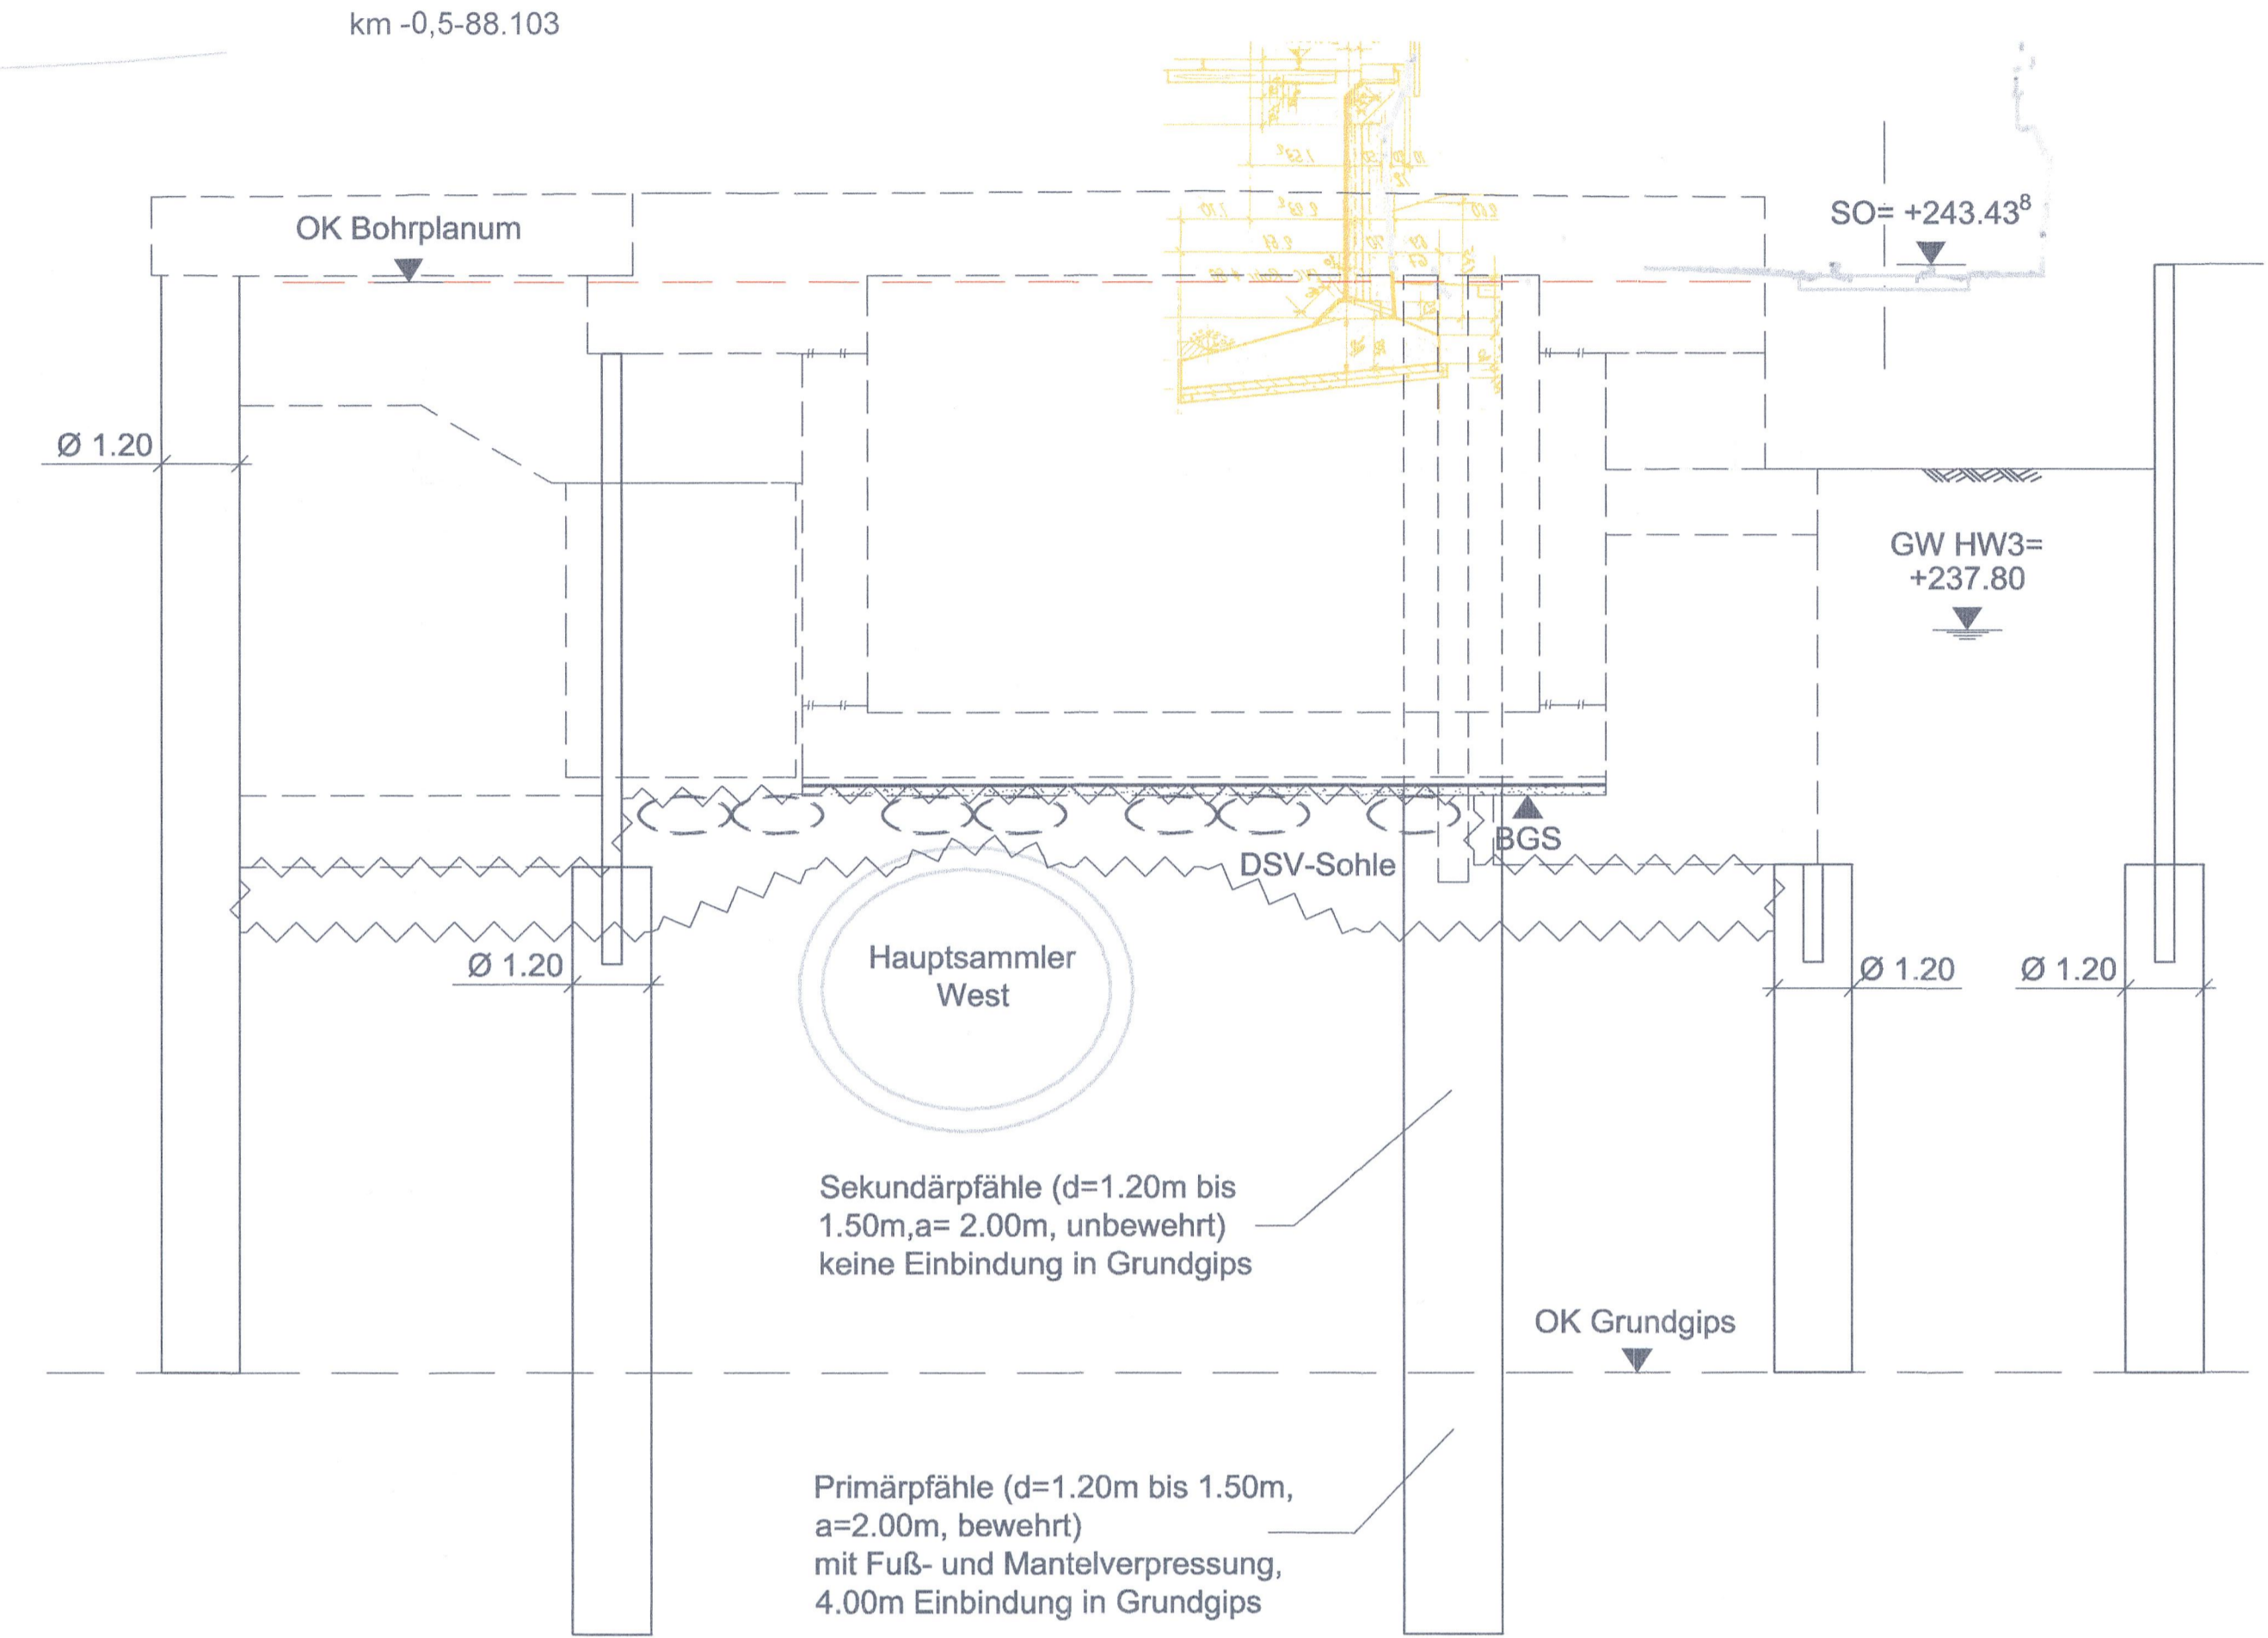 km -0,5-88.103
OK Bohrplanum
SO= +243.43⁸
Ø 1.20
GW HW3=
+237.80
BGS
DSV-Sohle
Hauptsammler
West
Ø 1.20
Ø 1.20
Ø 1.20
Sekundärpfähle (d=1.20m bis
1.50m,a= 2.00m, unbewehrt)
keine Einbindung in Grundgips
OK Grundgips
Primärpfähle (d=1.20m bis 1.50m,
a=2.00m, bewehrt)
mit Fuß- und Mantelverpressung,
4.00m Einbindung in Grundgips